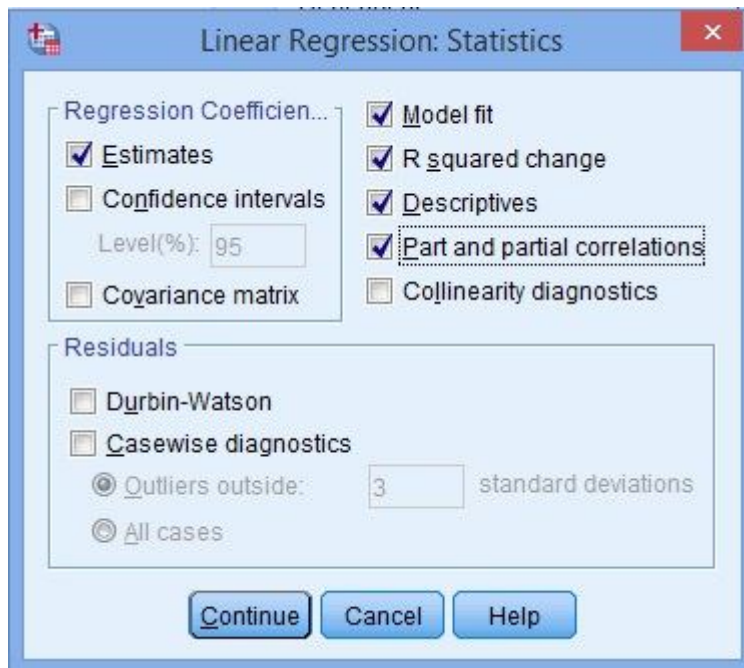 Linear Regression: Statistics
Regression Coefficien...
Estimates
Confidence intervals
Level(%): 95
Covariance matrix
Model fit
R squared change
Descriptives
Part and partial correlations
Collinearity diagnostics
Residuals
Durbin-Watson
Casewise diagnostics
Outliers outside: 3 standard deviations
All cases
Continue Cancel Help